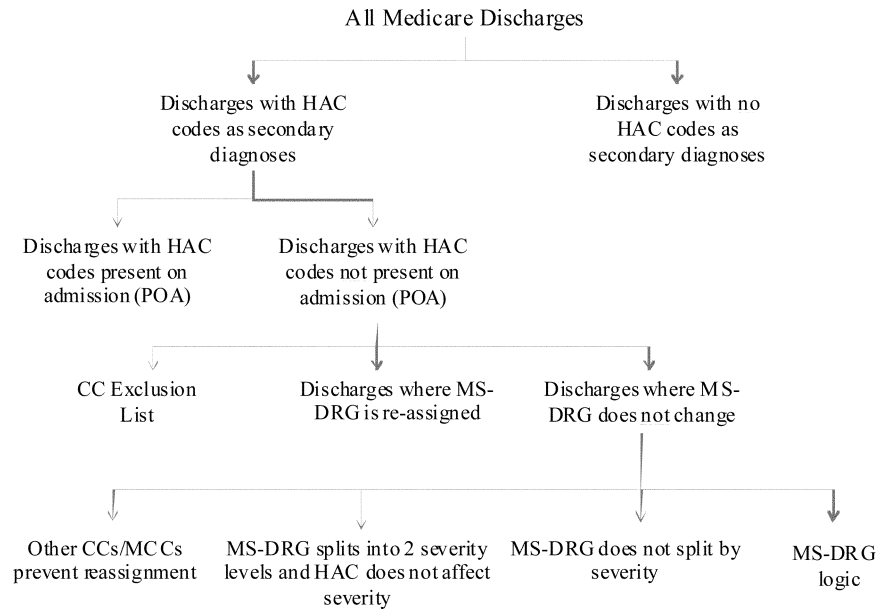 All Medicare Discharges
Discharges with HAC
codes as secondary
diagnoses
Discharges with no
HAC codes as
secondary diagnoses
Discharges with HAC
codes present on
admission (POA)
Discharges with HAC
codes not present on
admission (POA)
CC Exclusion
List
Discharges where MS-
DRG is re-assigned
Discharges where MS-
DRG does not change
Other CCs/MCCs
prevent reassignment
MS-DRG splits into 2 severity
levels and HAC does not affect
severity
MS-DRG does not split by
severity
MS-DRG
logic